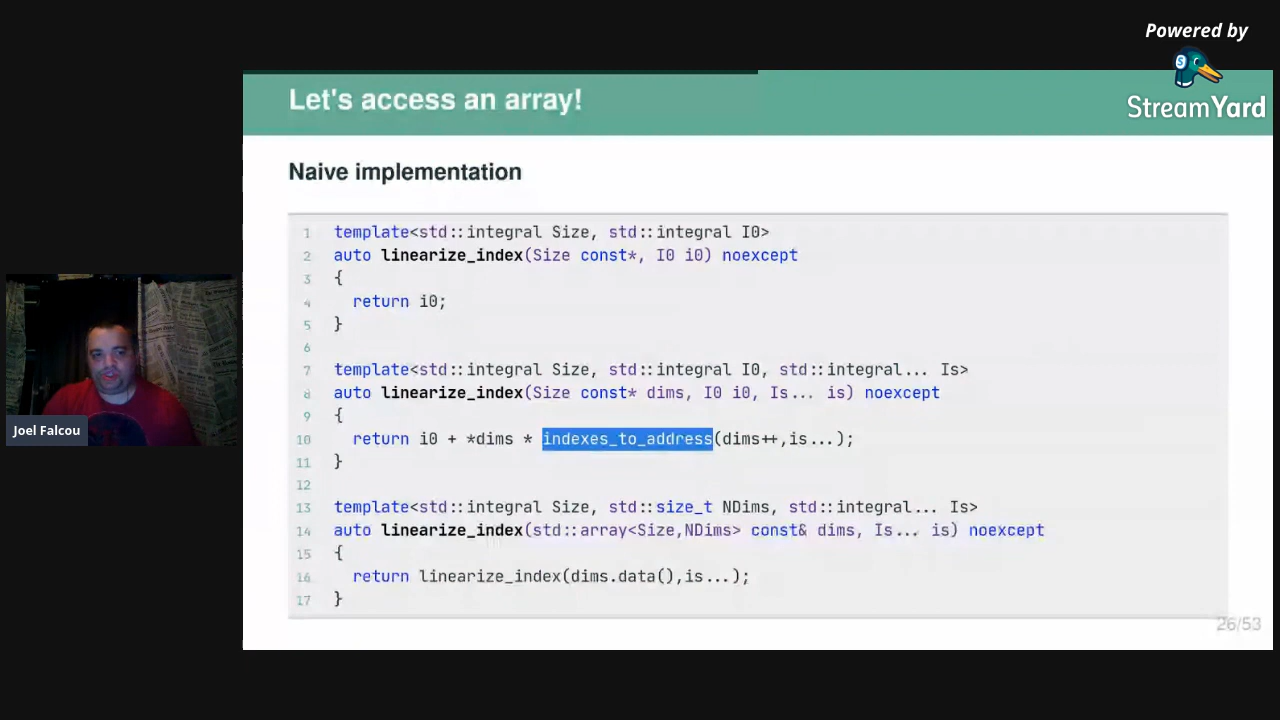 Powered by
StreamYard
Let's access an array!
Naive implementation
1 template<std::integral Size, std::integral I0>
2 auto linearize_index(Size const*, I0 i0) noexcept
3 {
4 return i0;
5 }
6
7 template<std::integral Size, std::integral I0, std::integral... Is>
8 auto linearize_index(Size const* dims, I0 i0, Is... is) noexcept
9 {
10 return i0 + *dims * indexes_to_address(dims++,is...);
11 }
12
13 template<std::integral Size, std::size_t NDims, std::integral... Is>
14 auto linearize_index(std::array<Size,NDims> const& dims, Is... is) noexcept
15 {
16 return linearize_index(dims.data(),is...);
17 }
26/53
Joel Falcou